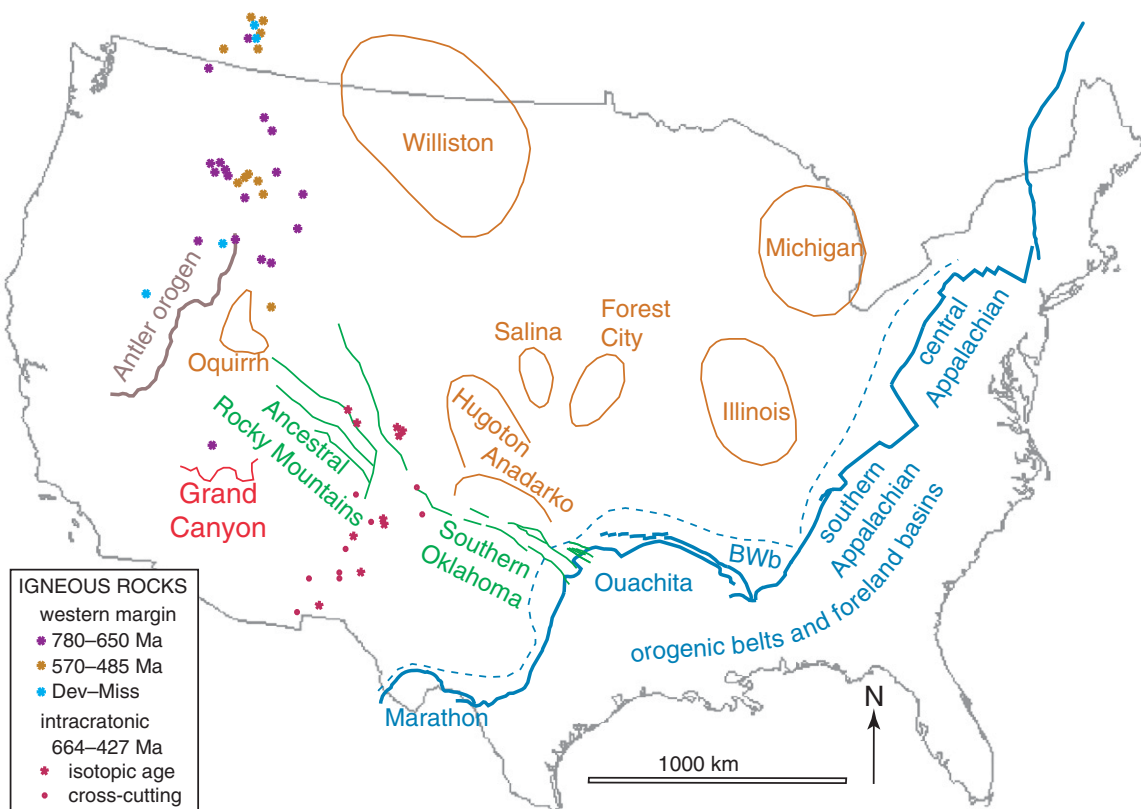 Williston
Michigan
Antler orogen
Oquirrh
Salina
Forest
City
Illinois
Hugoton
Anadarko
Ancestral
Rocky Mountains
Grand
Canyon
Southern
Oklahoma
central
Appalachian
southern
Appalachian
orogenic belts and foreland basins
BWb
Ouachita
Marathon
N
1000 km
IGNEOUS ROCKS
western margin
780–650 Ma
570–485 Ma
Dev–Miss
intracratonic
664–427 Ma
isotopic age
cross-cutting